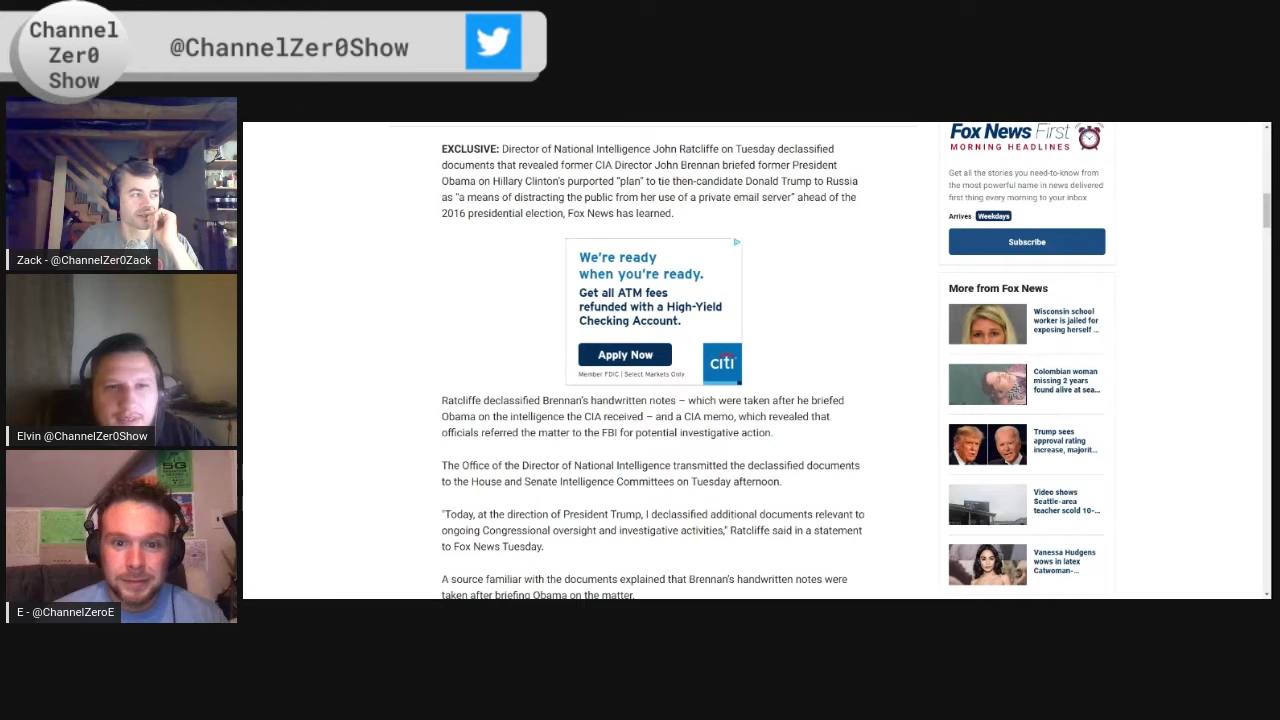 Channel
Zer0
Show
@ChannelZer0Show
Zack - @ChannelZer0Zack
Elvin @ChannelZer0Show
5G
E - @ChannelZeroE
EXCLUSIVE: Director of National Intelligence John Ratcliffe on Tuesday declassified
documents that revealed former CIA Director John Brennan briefed former President
Obama on Hillary Clinton's purported "plan" to tie then-candidate Donald Trump to Russia
as "a means of distracting the public from her use of a private email server" ahead of the
2016 presidential election, Fox News has learned.
We're ready
when you're ready.
Get all ATM fees
refunded with a High-Yield
Checking Account.
Apply Now
citi
Member FDIC | Select Markets Only
Ratcliffe declassified Brennan's handwritten notes – which were taken after he briefed
Obama on the intelligence the CIA received – and a CIA memo, which revealed that
officials referred the matter to the FBI for potential investigative action.
The Office of the Director of National Intelligence transmitted the declassified documents
to the House and Senate Intelligence Committees on Tuesday afternoon.
"Today, at the direction of President Trump, I declassified additional documents relevant to
ongoing Congressional oversight and investigative activities," Ratcliffe said in a statement
to Fox News Tuesday.
A source familiar with the documents explained that Brennan's handwritten notes were
taken after briefing Obama on the matter.
Fox News First
MORNING HEADLINES
Get all the stories you need-to-know from
the most powerful name in news delivered
first thing every morning to your inbox
Arrives Weekdays
Subscribe
More from Fox News
Wisconsin school
worker is jailed for
exposing herself ...
Colombian woman
missing 2 years
found alive at sea...
Trump sees
approval rating
increase, majorit...
Video shows
Seattle-area
teacher scold 10-...
Vanessa Hudgens
wows in latex
Catwoman-...